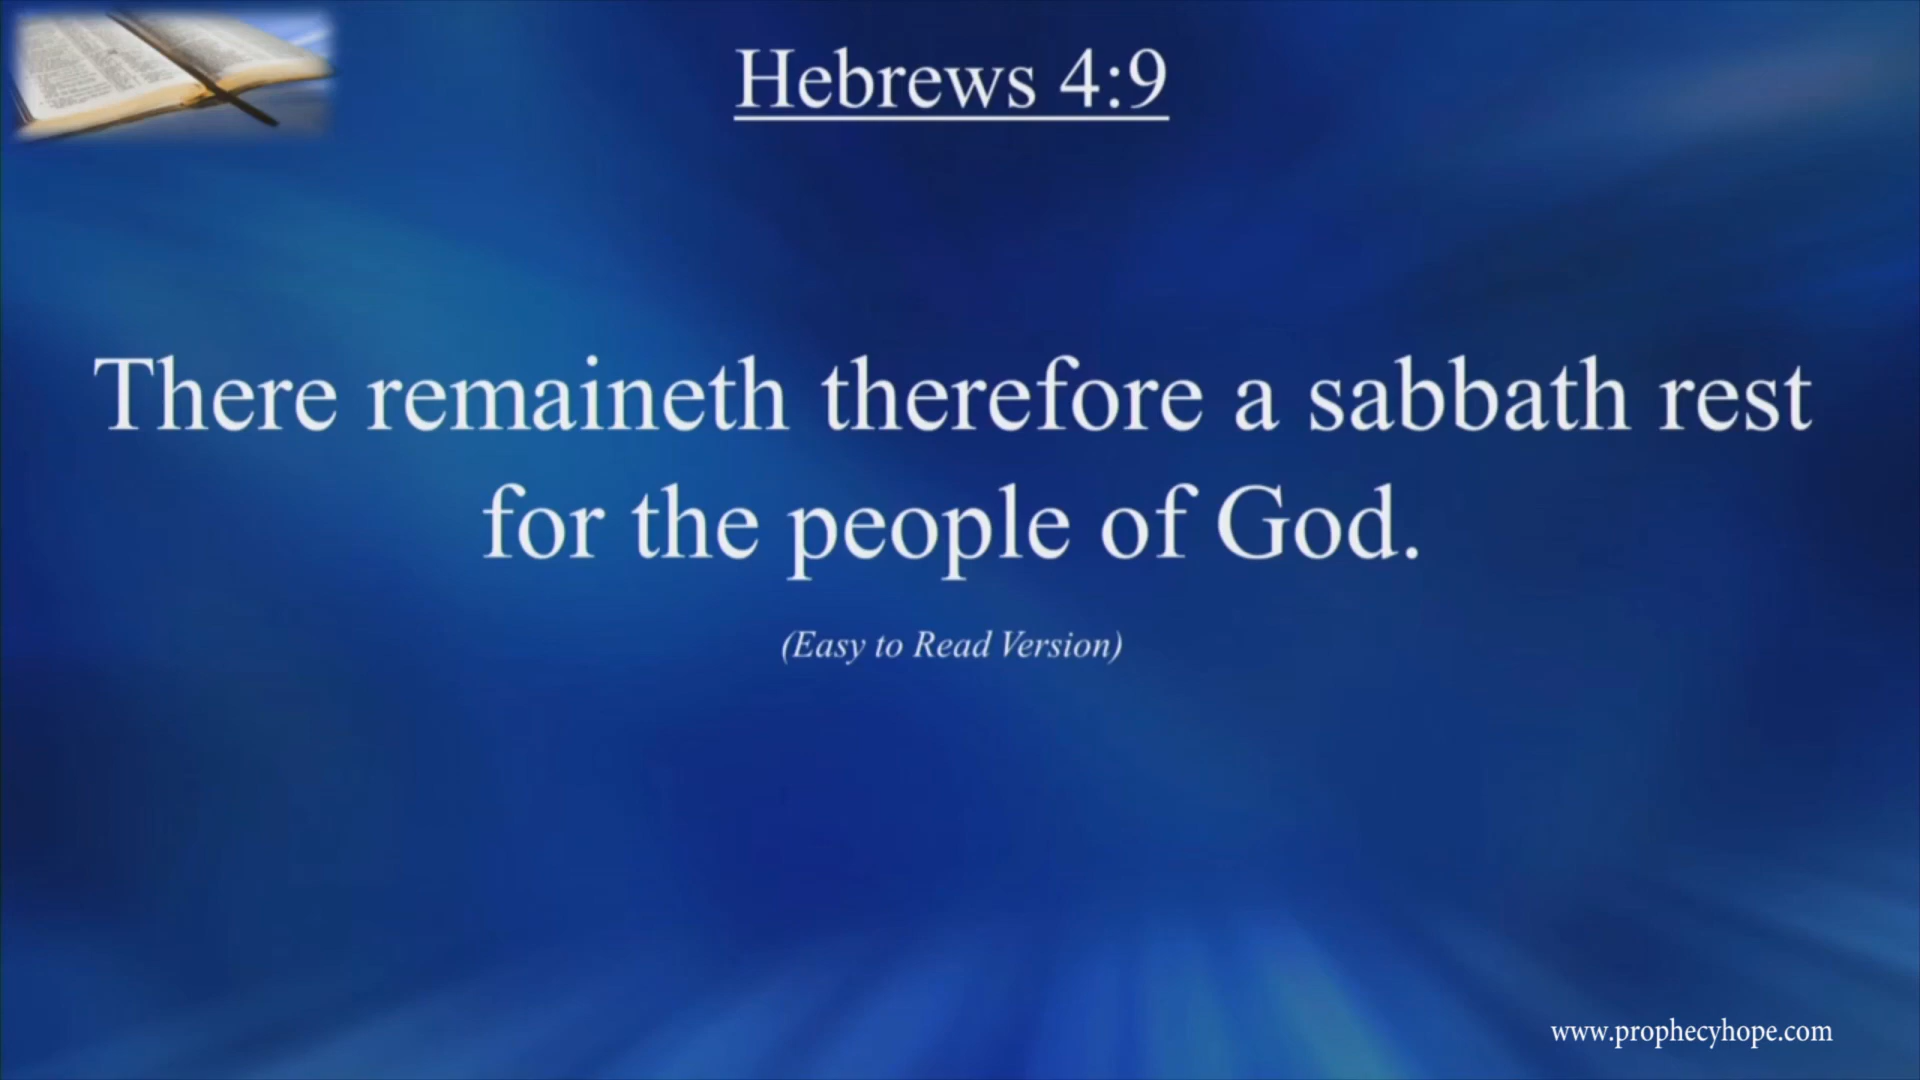 Hebrews 4:9
There remaineth therefore a sabbath rest
for the people of God.
(Easy to Read Version)
www.prophecyhope.com